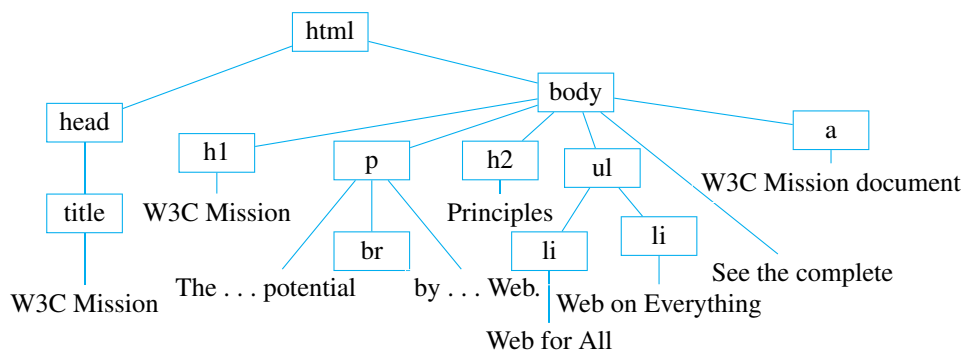 html
body
head
a
h1
p
h2
ul
W3C Mission document
title
W3C Mission
Principles
li
li
br
See the complete
The . . . potential
by . . . Web.
W3C Mission
Web on Everything
Web for All